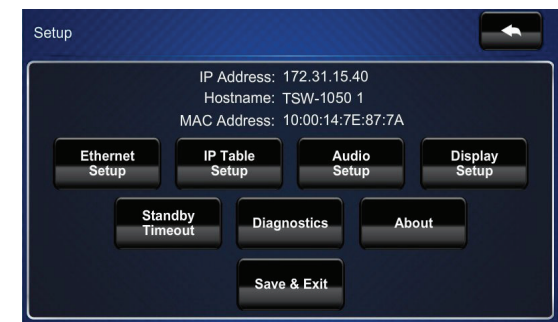 Setup
IP Address: 172.31.15.40
Hostname: TSW-1050 1
MAC Address: 10:00:14:7E:87:7A
Ethernet
Setup
IP Table
Setup
Audio
Setup
Display
Setup
Standby
Timeout
Diagnostics
About
Save & Exit